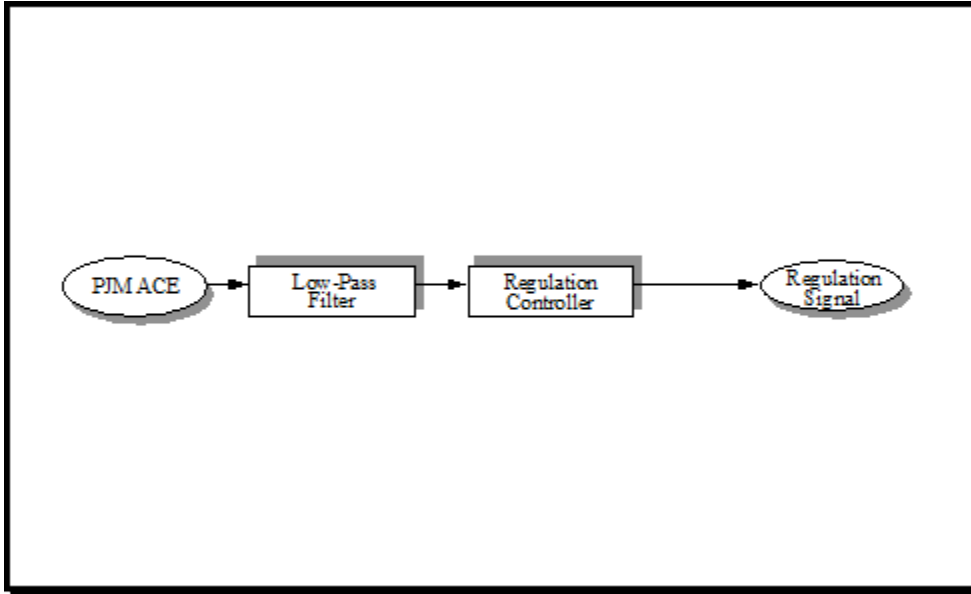 PJM ACE
Low-Pass
Filter
Regulation
Controller
Regulation
Signal